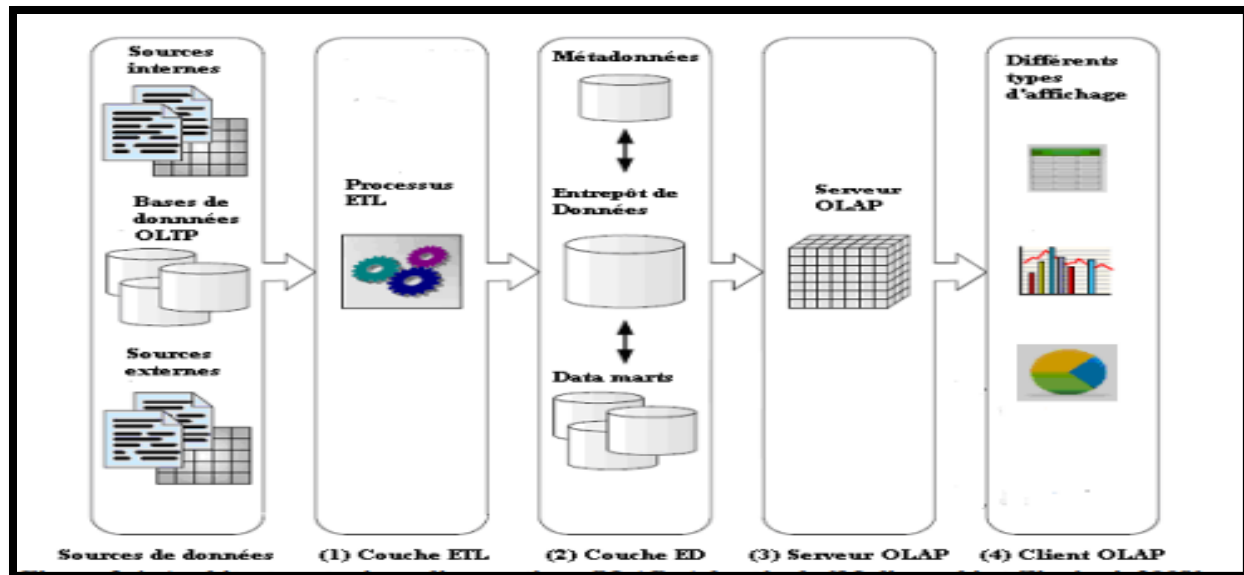 Sources
internes
Bases de
donnnées
OLTP
Sources
externes
Processus
ETL
Métadonnées
Entrepôt de
Données
Data marts
Serveur
OLAP
Différents
types
d'affichage
Sources de données
(1) Couche ETL
(2) Couche ED
(3) Serveur OLAP
(4) Client OLAP